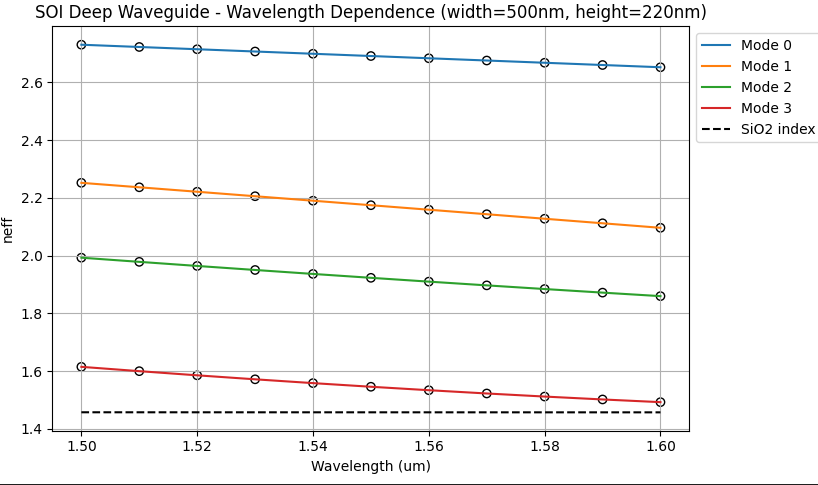 SOI Deep Waveguide - Wavelength Dependence (width=500nm, height=220nm)
Mode 0
Mode 1
Mode 2
Mode 3
SiO2 index
neff
2.6
2.4
2.2
2.0
1.8
1.6
1.4
1.50 1.52 1.54 1.56 1.58 1.60
Wavelength (um)